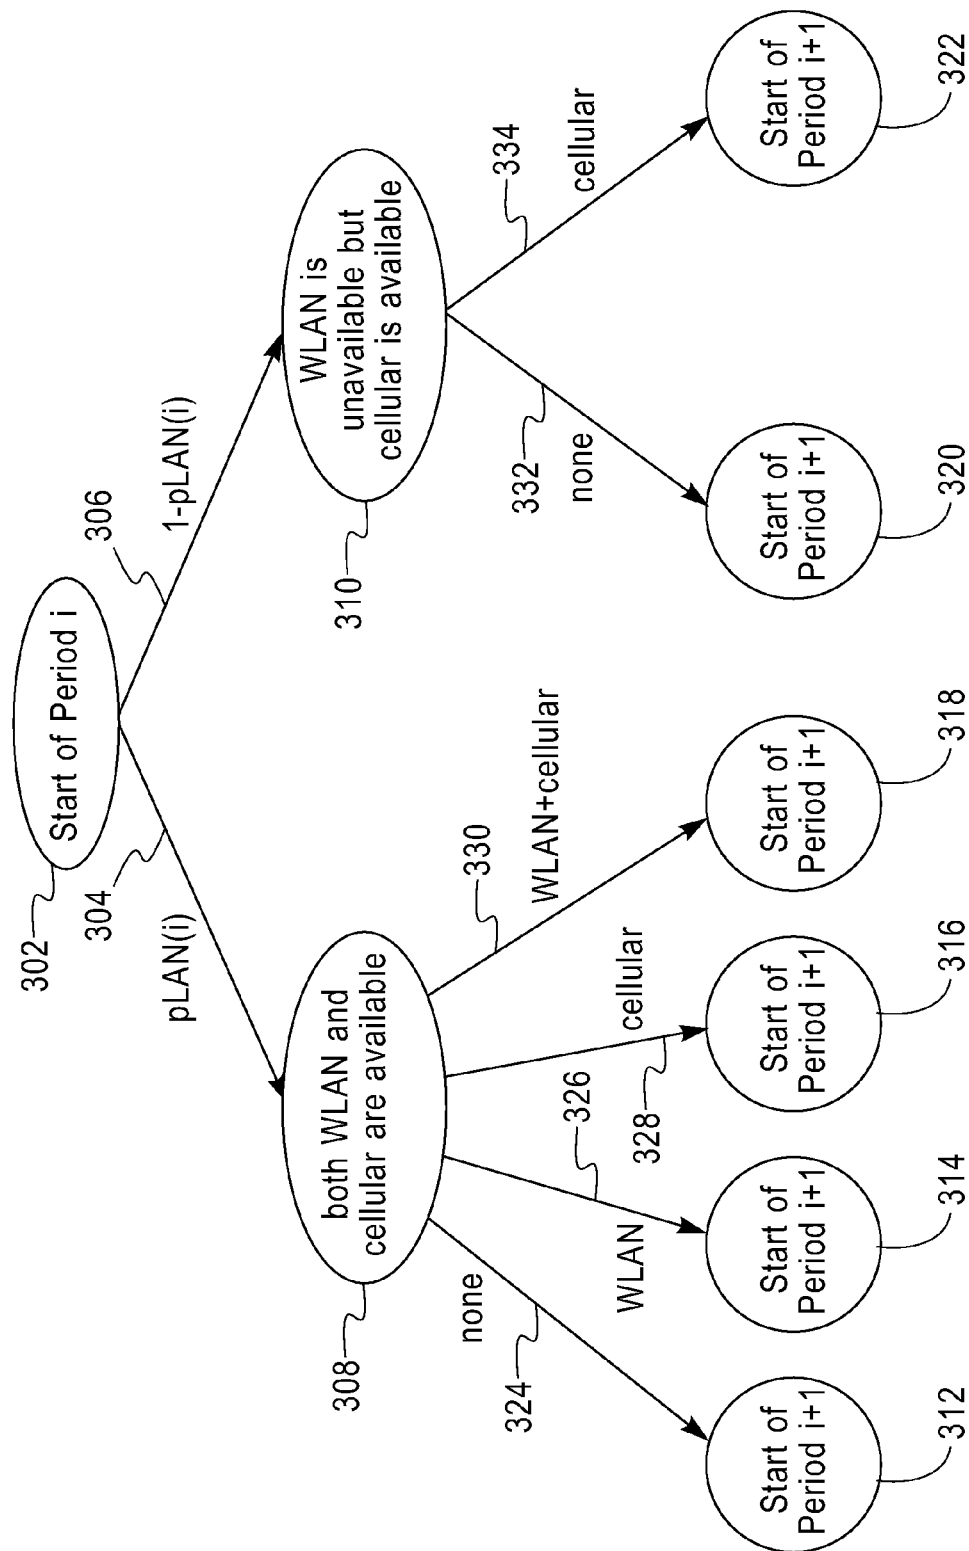 Start of Period i
302
304
pLAN(i)
306
1-pLAN(i)
both WLAN and
cellular are available
308
WLAN is
unavailable but
cellular is available
310
none
324
WLAN
326
328
cellular
330
WLAN+cellular
332
none
334
cellular
Start of
Period i+1
312
Start of
Period i+1
314
Start of
Period i+1
316
Start of
Period i+1
318
Start of
Period i+1
320
Start of
Period i+1
322